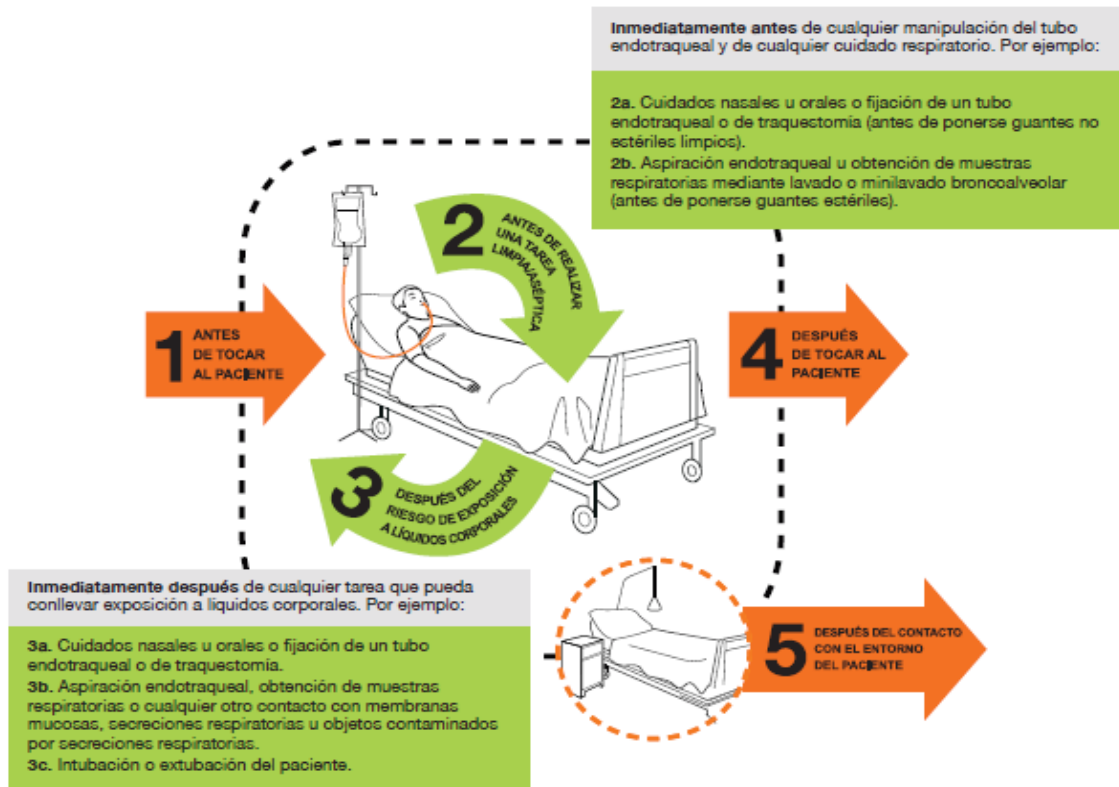 Inmediatamente antes de cualquier manipulación del tubo
endotraqueal y de cualquier cuidado respiratorio. Por ejemplo:
2a. Cuidados nasales u orales o fijación de un tubo
endotraqueal o de traquestomía (antes de ponerse guantes no
estériles limpios).
2b. Aspiración endotraqueal u obtención de muestras
respiratorias mediante lavado o minilavado broncoalveolar
(antes de ponerse guantes estériles).
1 ANTES
DE TOCAR
AL PACIENTE
2 ANTES DE REALIZAR
UNA TAREA
LIMPIA/ASÉPTICA
3 DESPUÉS DEL
RIESGO DE EXPOSICIÓN
A LÍQUIDOS CORPORALES
4 DESPUÉS
DE TOCAR AL
PACIENTE
Inmediatamente después de cualquier tarea que pueda
conllevar exposición a líquidos corporales. Por ejemplo:
3a. Cuidados nasales u orales o fijación de un tubo
endotraqueal o de traquestomía.
3b. Aspiración endotraqueal, obtención de muestras
respiratorias o cualquier otro contacto con membranas
mucosas, secreciones respiratorias u objetos contaminados
por secreciones respiratorias.
3c. Intubación o extubación del paciente.
5 DESPUÉS DEL CONTACTO
CON EL ENTORNO
DEL PACIENTE